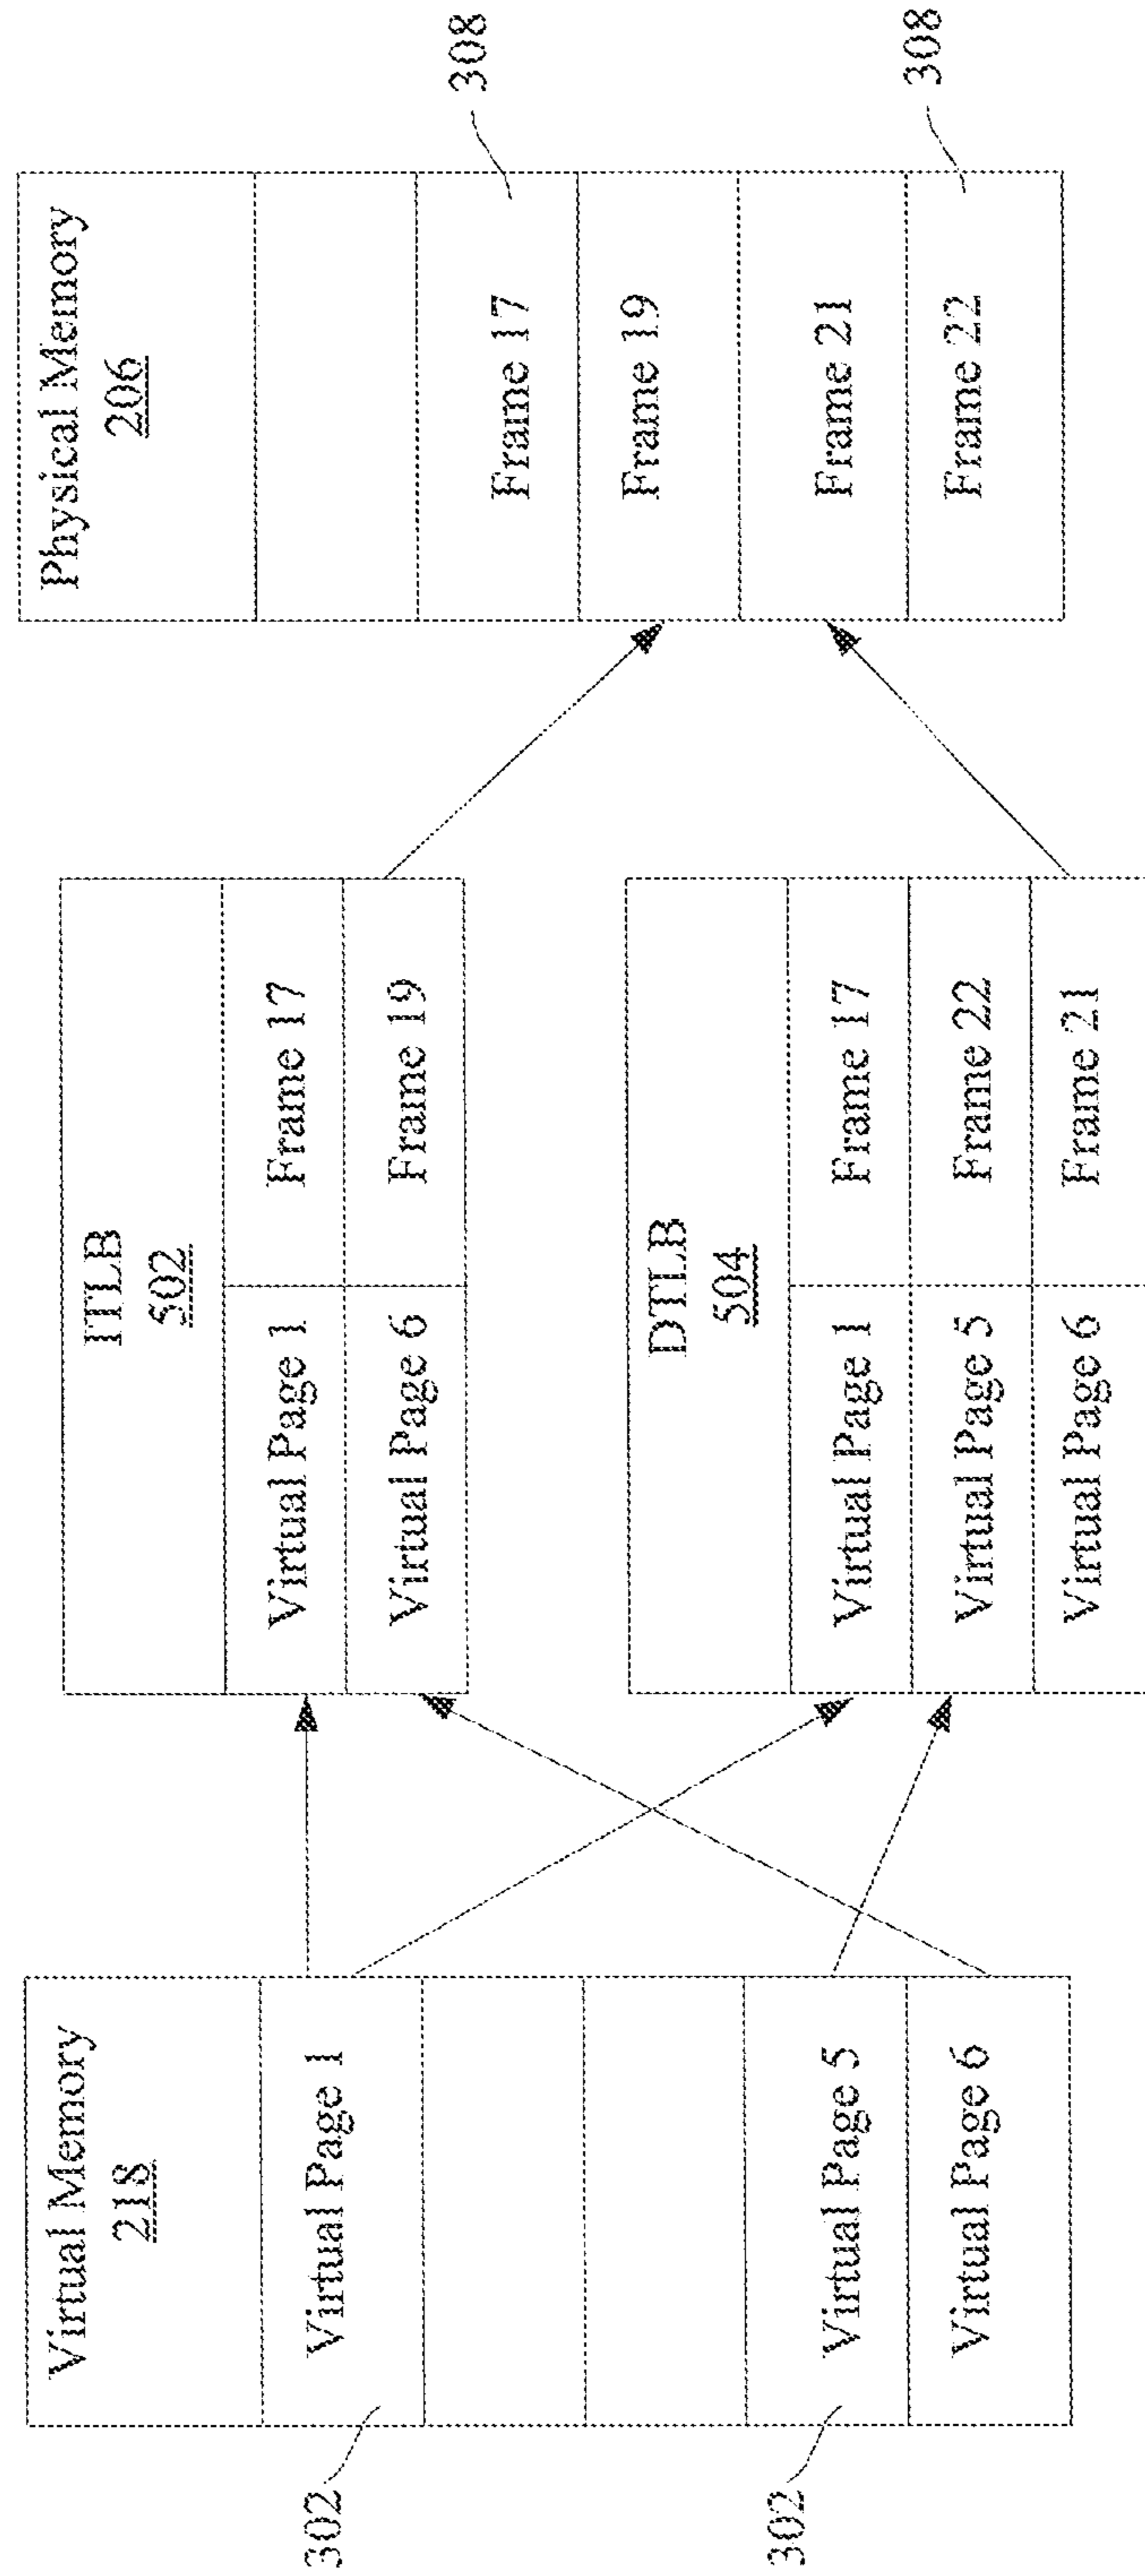 Virtual Memory
218
Virtual Page 1
Virtual Page 5
Virtual Page 6
302
302
ITLB
502
Virtual Page 1 Frame 17
Virtual Page 6 Frame 19
DTLB
504
Virtual Page 1 Frame 17
Virtual Page 5 Frame 22
Virtual Page 6 Frame 21
Physical Memory
206
Frame 17
Frame 19
Frame 21
Frame 22
308
308